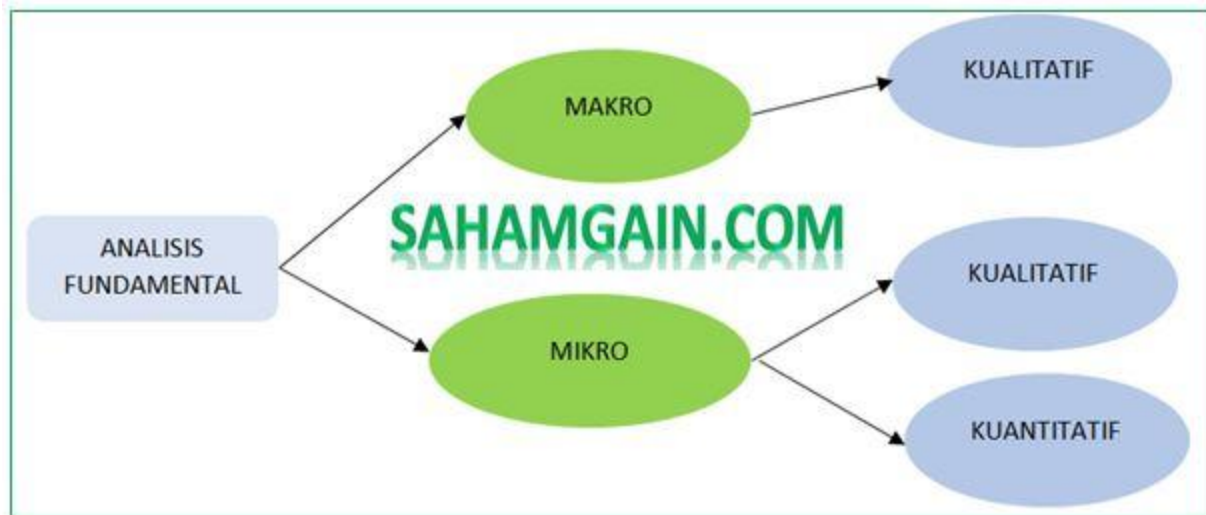 MAKRO
KUALITATIF
SAHAMGAIN.COM
ANALISIS
FUNDAMENTAL
KUALITATIF
MIKRO
KUANTITATIF